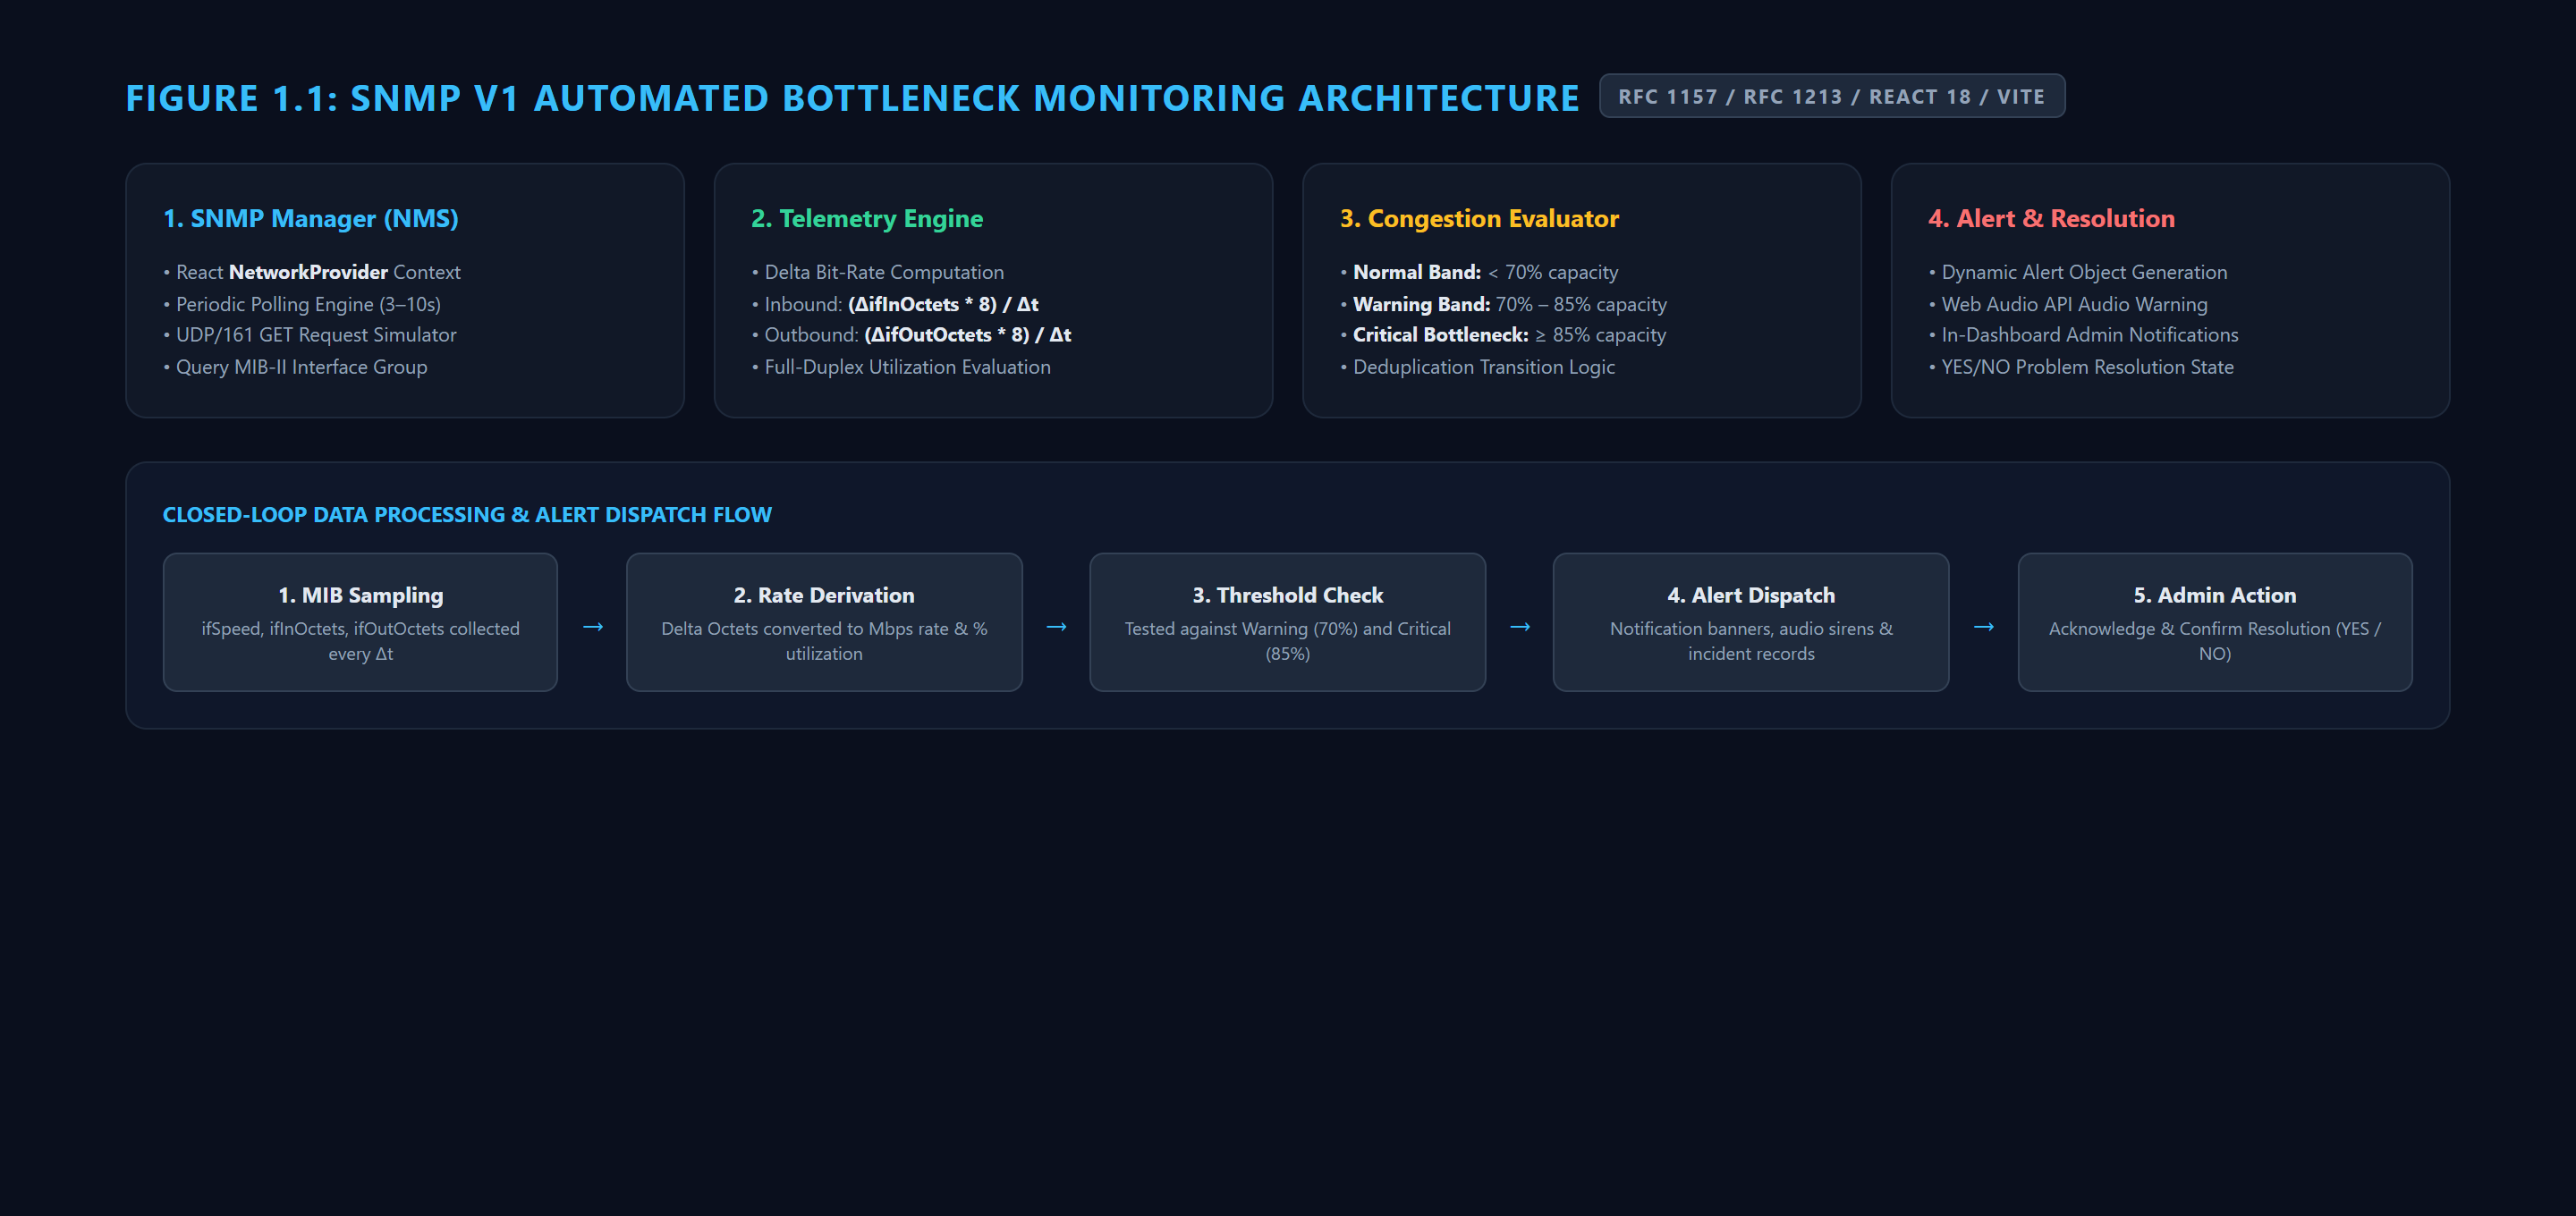 FIGURE 1.1: SNMP V1 AUTOMATED BOTTLENECK MONITORING ARCHITECTURE
RFC 1157 / RFC 1213 / REACT 18 / VITE
1. SNMP Manager (NMS)
• React NetworkProvider Context
• Periodic Polling Engine (3–10s)
• UDP/161 GET Request Simulator
• Query MIB-II Interface Group
2. Telemetry Engine
• Delta Bit-Rate Computation
• Inbound: (ΔifInOctets * 8) / Δt
• Outbound: (ΔifOutOctets * 8) / Δt
• Full-Duplex Utilization Evaluation
3. Congestion Evaluator
• Normal Band: < 70% capacity
• Warning Band: 70% – 85% capacity
• Critical Bottleneck: ≥ 85% capacity
• Deduplication Transition Logic
4. Alert & Resolution
• Dynamic Alert Object Generation
• Web Audio API Audio Warning
• In-Dashboard Admin Notifications
• YES/NO Problem Resolution State
CLOSED-LOOP DATA PROCESSING & ALERT DISPATCH FLOW
1. MIB Sampling
ifSpeed, ifInOctets, ifOutOctets collected
every Δt
→
2. Rate Derivation
Delta Octets converted to Mbps rate & %
utilization
→
3. Threshold Check
Tested against Warning (70%) and Critical
(85%)
→
4. Alert Dispatch
Notification banners, audio sirens &
incident records
→
5. Admin Action
Acknowledge & Confirm Resolution (YES /
NO)